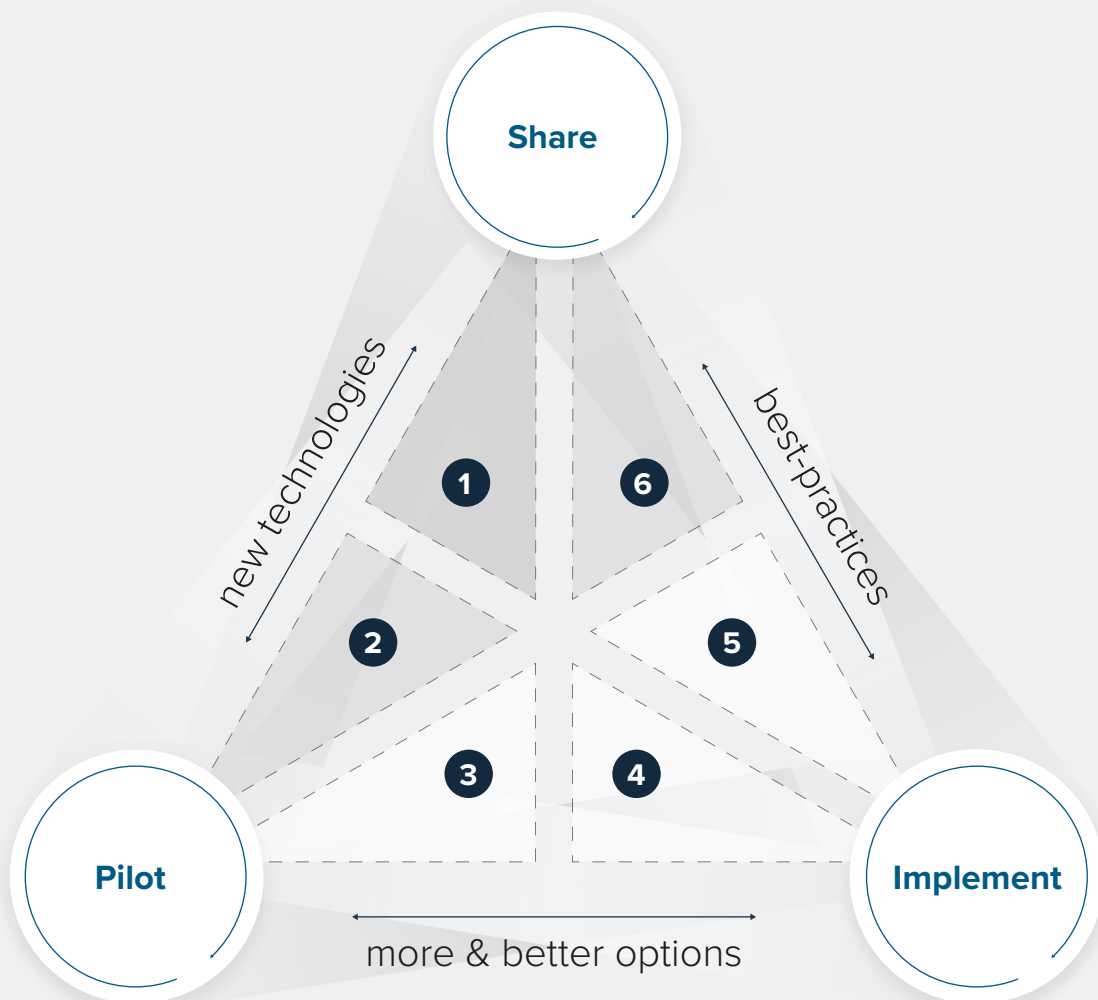 Share
new technologies
best-practices
1
6
2
5
3
4
Pilot
Implement
more & better options